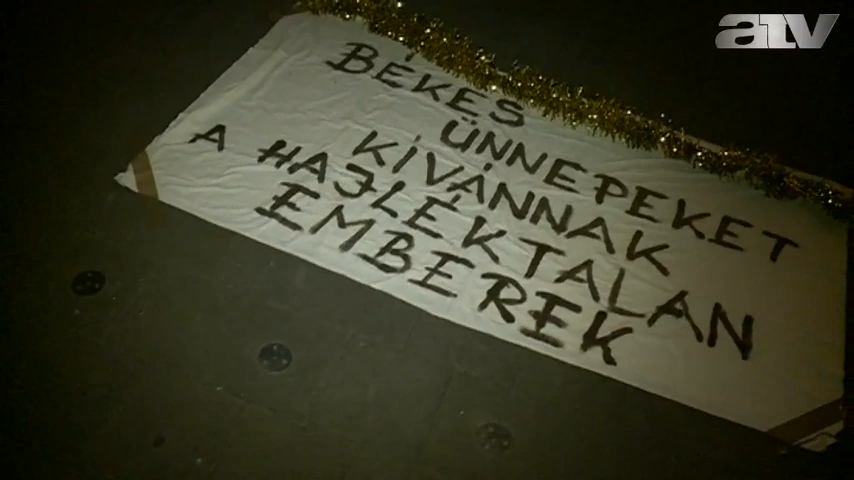 atv
BÉKÉS
ÜNNEPEKET
KÍVÁNNAK
A HAJLÉKTALAN
EMBEREK